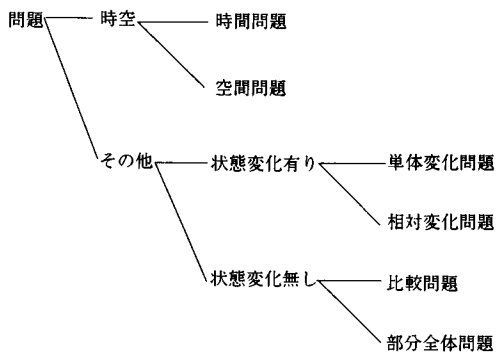 問題
時空
時間問題
空間問題
その他
状態変化有り
単体変化問題
相対変化問題
状態変化無し
比較問題
部分全体問題